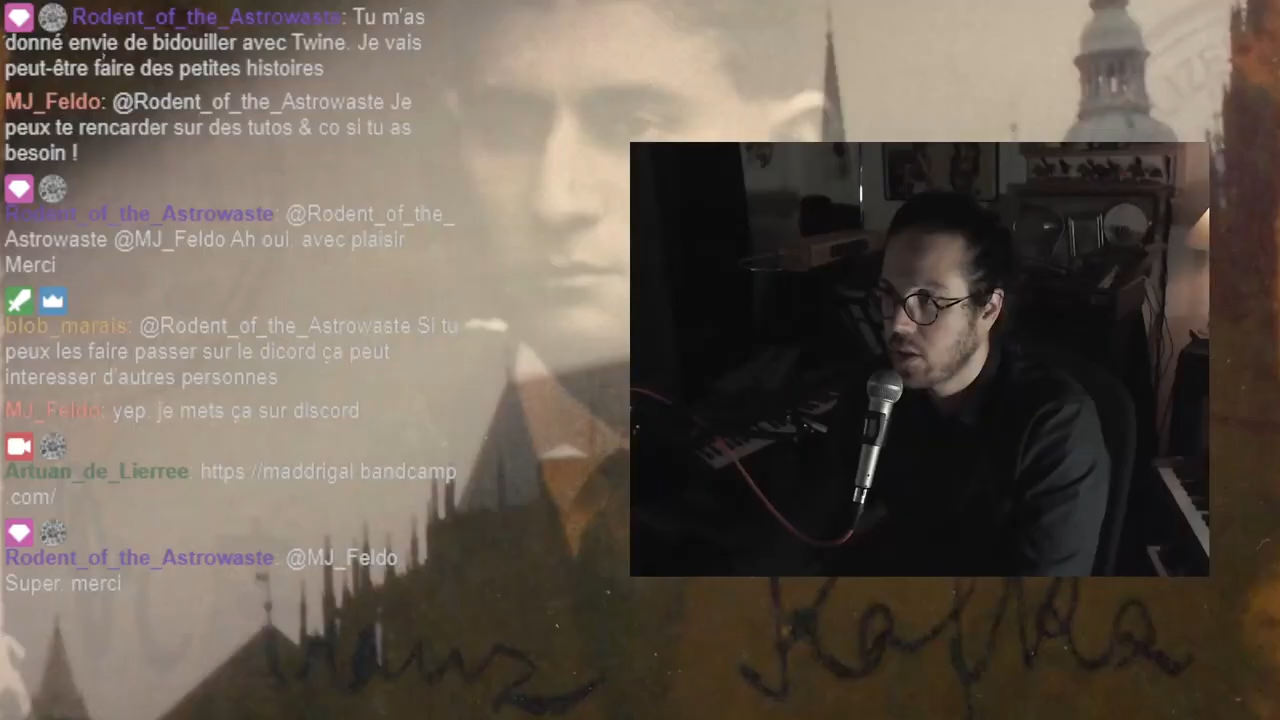 Rodent_of_the_Astrowaste: Tu m'as
donné envie de bidouiller avec Twine. Je vais
peut-être faire des petites histoires
MJ_Feldo: @Rodent_of_the_Astrowaste Je
peux te rencarder sur des tutos & co si tu as
besoin !
Rodent_of_the_Astrowaste: @Rodent_of_the_
Astrowaste @MJ_Feldo Ah oui avec plaisir
Merci
blob_marais: @Rodent_of_the_Astrowaste Si tu
peux les faire passer sur le dicord ça peut
interesser d'autres personnes
MJ_Feldo: yep. je mets ça sur discord
Artuan_de_Lierree: https://maddrigal.bandcamp
.com/
Rodent_of_the_Astrowaste: @MJ_Feldo
Super. merci
Franz Kafka